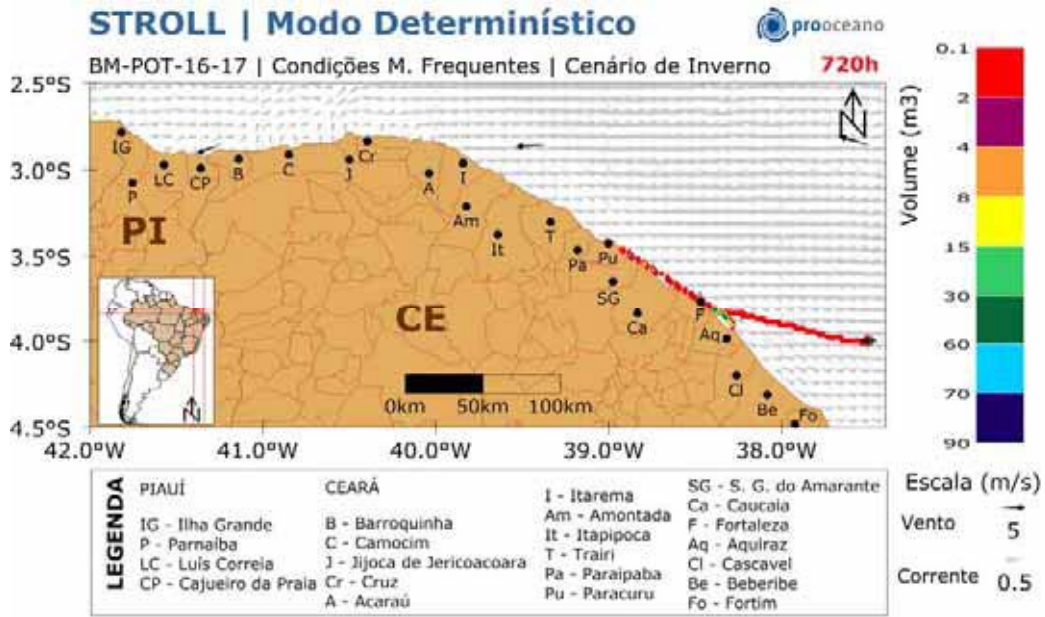 STROLL | Modo Determinístico
prooceano
BM-POT-16-17 | Condições M. Frequentes | Cenário de Inverno 720h
2.5°S
3.0°S
3.5°S
4.0°S
4.5°S
42.0°W 41.0°W 40.0°W 39.0°W 38.0°W
IG
P
LC
CP
B
C
J
Cr
A
I
Am
It
T
Pa
Pu
SG
Ca
F
Aq
Cl
Be
Fo
PI
CE
N
N
0km 50km 100km
Volume (m3)
0.1
2
4
8
15
30
60
70
90
Escala (m/s)
Vento 5
Corrente 0.5
LEGENDA
PIAUÍ
IG - Ilha Grande
P - Parnaíba
LC - Luís Correia
CP - Cajueiro da Praia
CEARÁ
B - Barroquinha
C - Camocim
J - Jijoca de Jericoacoara
Cr - Cruz
A - Acaraú
I - Itarema
Am - Amontada
It - Itapipoca
T - Trairi
Pa - Paraipaba
Pu - Paracuru
SG - S. G. do Amarante
Ca - Caucaia
F - Fortaleza
Aq - Aquiraz
Cl - Cascavel
Be - Beberibe
Fo - Fortim